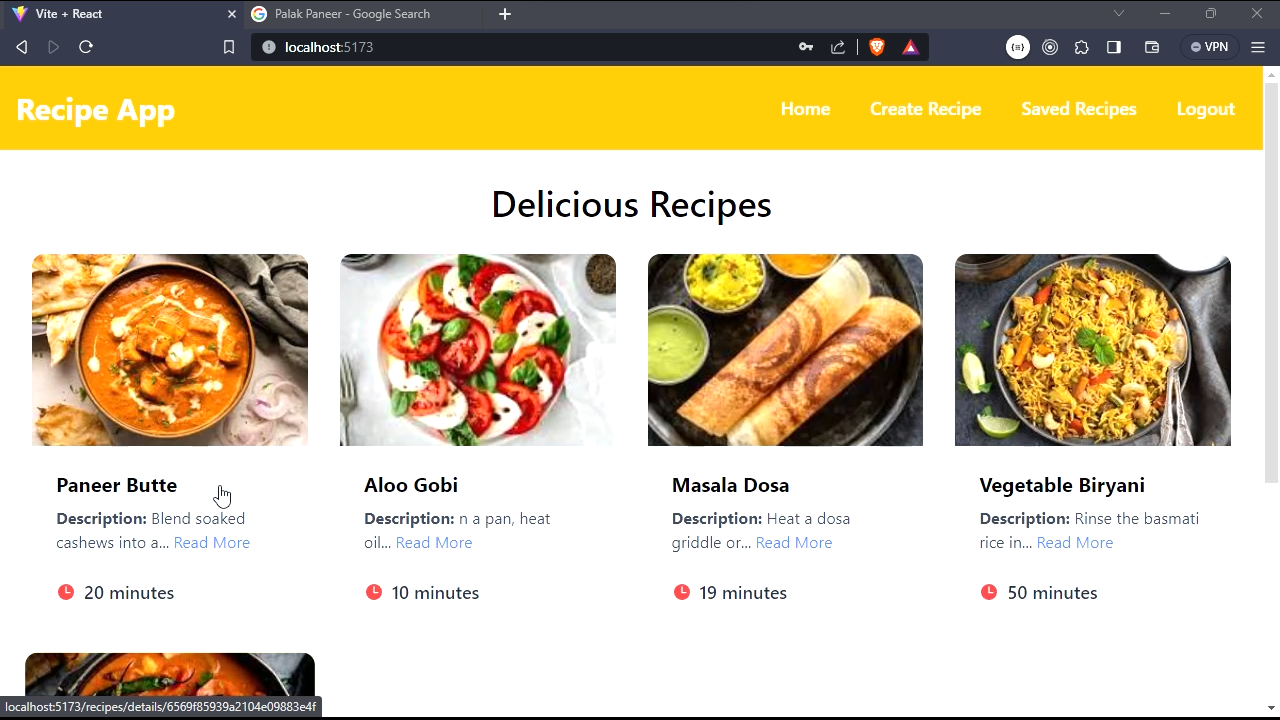 Vite + React
Palak Paneer - Google Search
localhost:5173
VPN
Recipe App
Home
Create Recipe
Saved Recipes
Logout
Delicious Recipes
Paneer Butte
Description: Blend soaked
cashews into a... Read More
20 minutes
Aloo Gobi
Description: n a pan, heat
oil... Read More
10 minutes
Masala Dosa
Description: Heat a dosa
griddle or... Read More
19 minutes
Vegetable Biryani
Description: Rinse the basmati
rice in... Read More
50 minutes
localhost:5173/recipes/details/6569f85939a2104e09883e4f